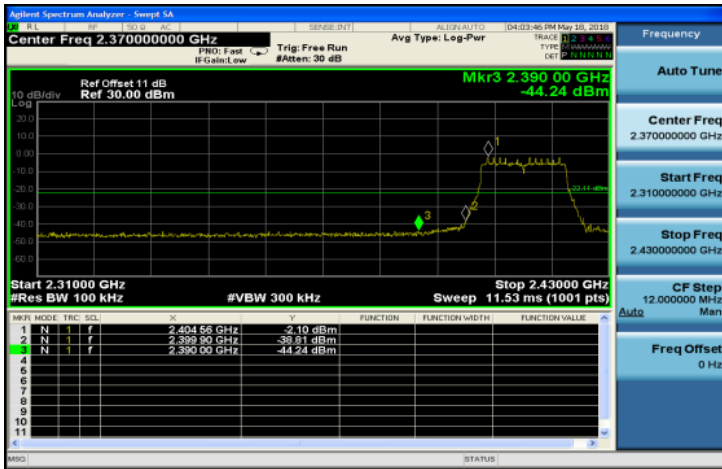 Agilent Spectrum Analyzer - Swept SA
RL RF 50 Ω AC SENSE:INT ALIGN AUTO 04:03:46 PM May 18, 2018
Center Freq 2.370000000 GHz
PNO: Fast
IFGain:Low
Trig: Free Run
#Atten: 30 dB
Avg Type: Log-Pwr
TRACE 1 2 3 4 5 6
TYPE
DET P N N N N N
Mkr3 2.390 00 GHz
-44.24 dBm
Ref Offset 11 dB
Ref 30.00 dBm
10 dB/div
Log
20.0
10.0
0.00
-10.0
-20.0
-30.0
-40.0
-50.0
-60.0
1
-22.11 dBm
2
3
Start 2.31000 GHz
Stop 2.43000 GHz
#Res BW 100 kHz
#VBW 300 kHz
Sweep 11.53 ms (1001 pts)
MKR MODE TRC SCL X Y FUNCTION FUNCTION WIDTH FUNCTION VALUE
1 N 1 f 2.404 56 GHz -2.10 dBm
2 N 1 f 2.399 90 GHz -38.81 dBm
3 N 1 f 2.390 00 GHz -44.24 dBm
4
5
6
7
8
9
10
11
MSG
STATUS
Frequency
Auto Tune
Center Freq
2.370000000 GHz
Start Freq
2.310000000 GHz
Stop Freq
2.430000000 GHz
CF Step
12.000000 MHz
Auto Man
Freq Offset
0 Hz